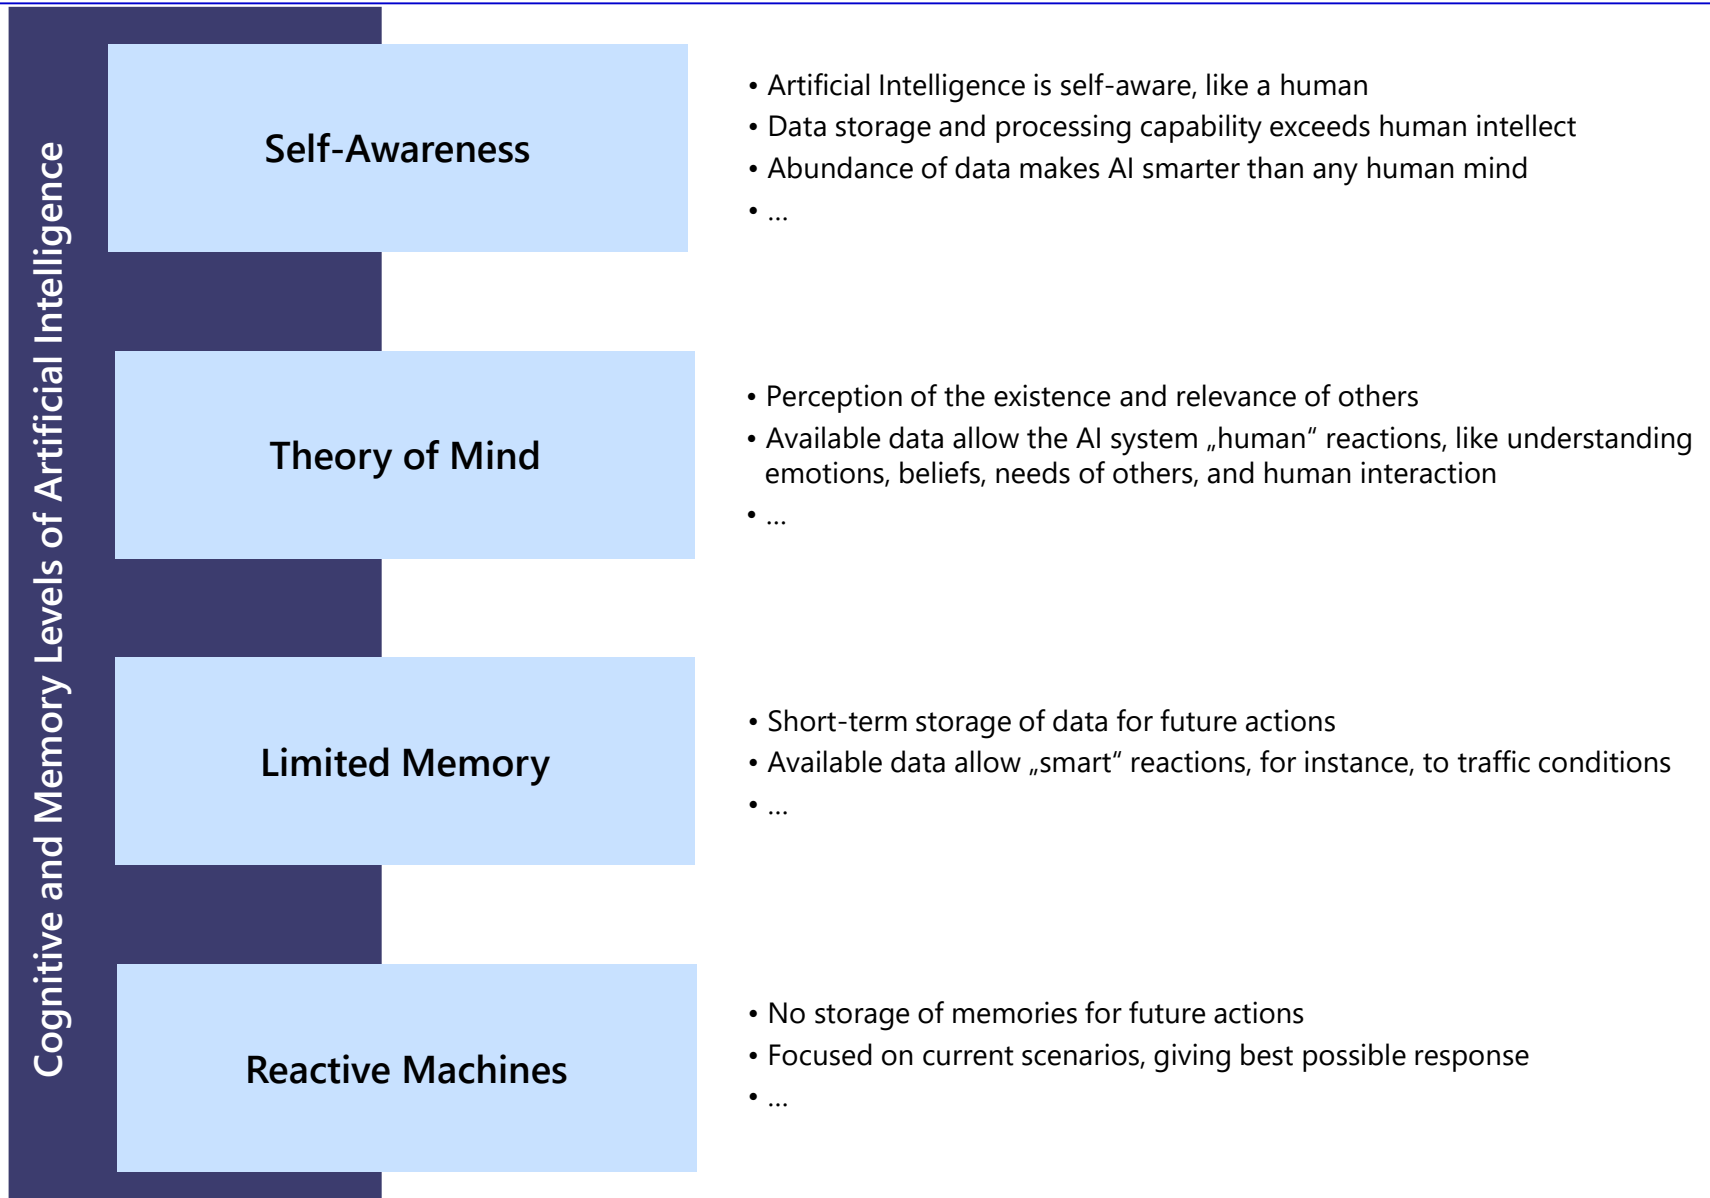 Cognitive and Memory Levels of Artificial Intelligence
Self-Awareness
• Artificial Intelligence is self-aware, like a human
• Data storage and processing capability exceeds human intellect
• Abundance of data makes AI smarter than any human mind
• ...
Theory of Mind
• Perception of the existence and relevance of others
• Available data allow the AI system „human“ reactions, like understanding
emotions, beliefs, needs of others, and human interaction
• ...
Limited Memory
• Short-term storage of data for future actions
• Available data allow „smart“ reactions, for instance, to traffic conditions
• ...
Reactive Machines
• No storage of memories for future actions
• Focused on current scenarios, giving best possible response
• ...